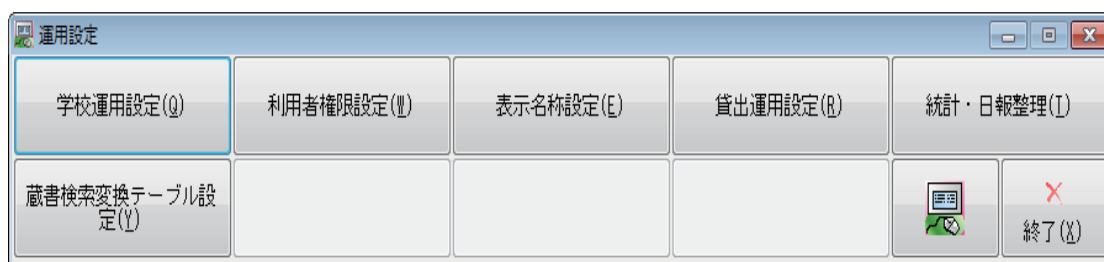 運用設定
学校運用設定(Q)
利用者権限設定(W)
表示名称設定(E)
貸出運用設定(R)
統計・日報整理(T)
蔵書検索変換テーブル設
定(Y)
終了(X)